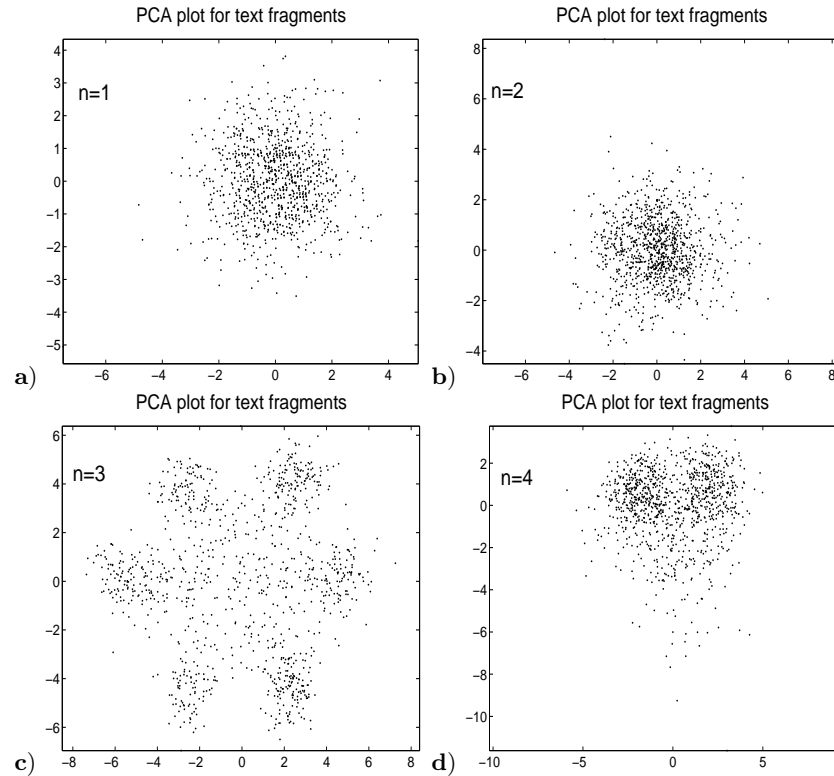 PCA plot for text fragments
4
3
n=1
2
1
0
−1
−2
−3
−4
−5
−6 −4 −2 0 2 4
a)
PCA plot for text fragments
8
6
n=2
4
2
0
−2
−4
−6 −4 −2 0 2 4 6 8
b)
PCA plot for text fragments
6
n=3
4
2
0
−2
−4
−6
−8 −6 −4 −2 0 2 4 6 8
c)
PCA plot for text fragments
2
n=4
0
−2
−4
−6
−8
−10
−10 −5 0 5
d)